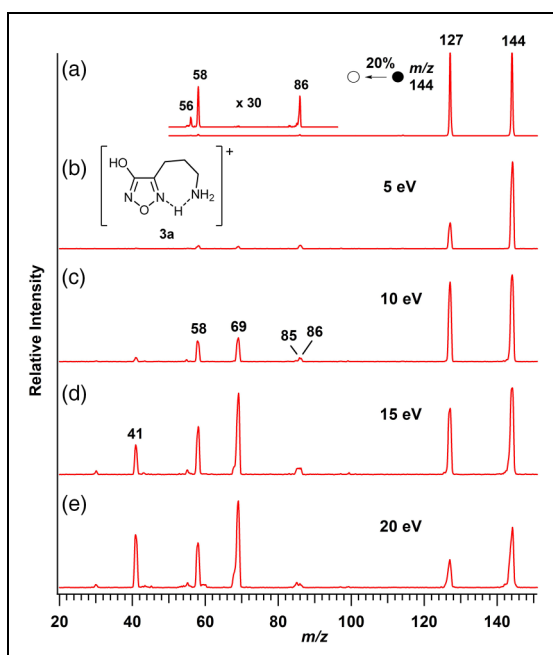 (a)
58
56
x 30
86
20%
m/z
144
127
144
(b)
[
]
+
HO
N
O
N
H
NH2
3a
5 eV
(c)
58
69
85
86
10 eV
(d)
41
15 eV
(e)
20 eV
Relative Intensity
20
40
60
80
100
120
140
m/z